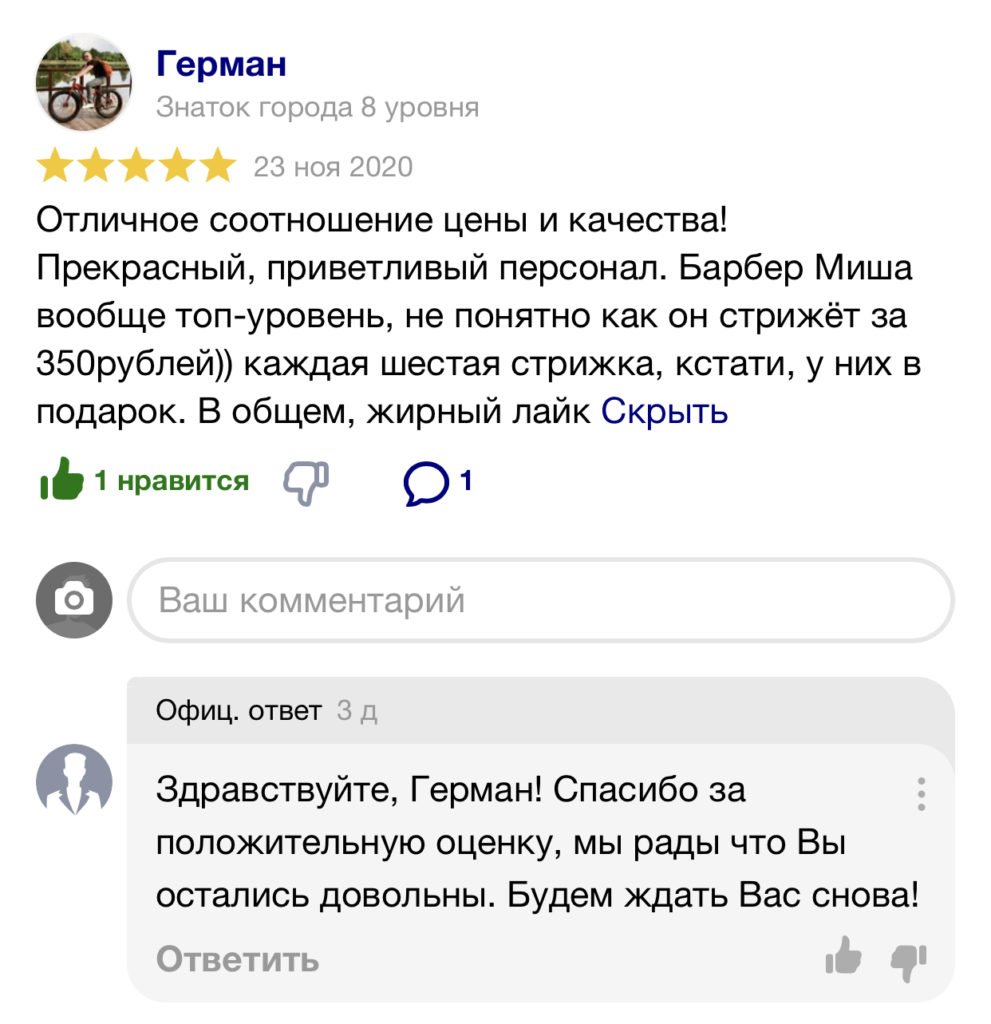 Герман
Знаток города 8 уровня
23 ноя 2020
Отличное соотношение цены и качества!
Прекрасный, приветливый персонал. Барбер Миша
вообще топ-уровень, не понятно как он стрижёт за
350рублей)) каждая шестая стрижка, кстати, у них в
подарок. В общем, жирный лайк Скрыть
1 нравится
1
Ваш комментарий
Офиц. ответ 3 д
Здравствуйте, Герман! Спасибо за
положительную оценку, мы рады что Вы
остались довольны. Будем ждать Вас снова!
Ответить